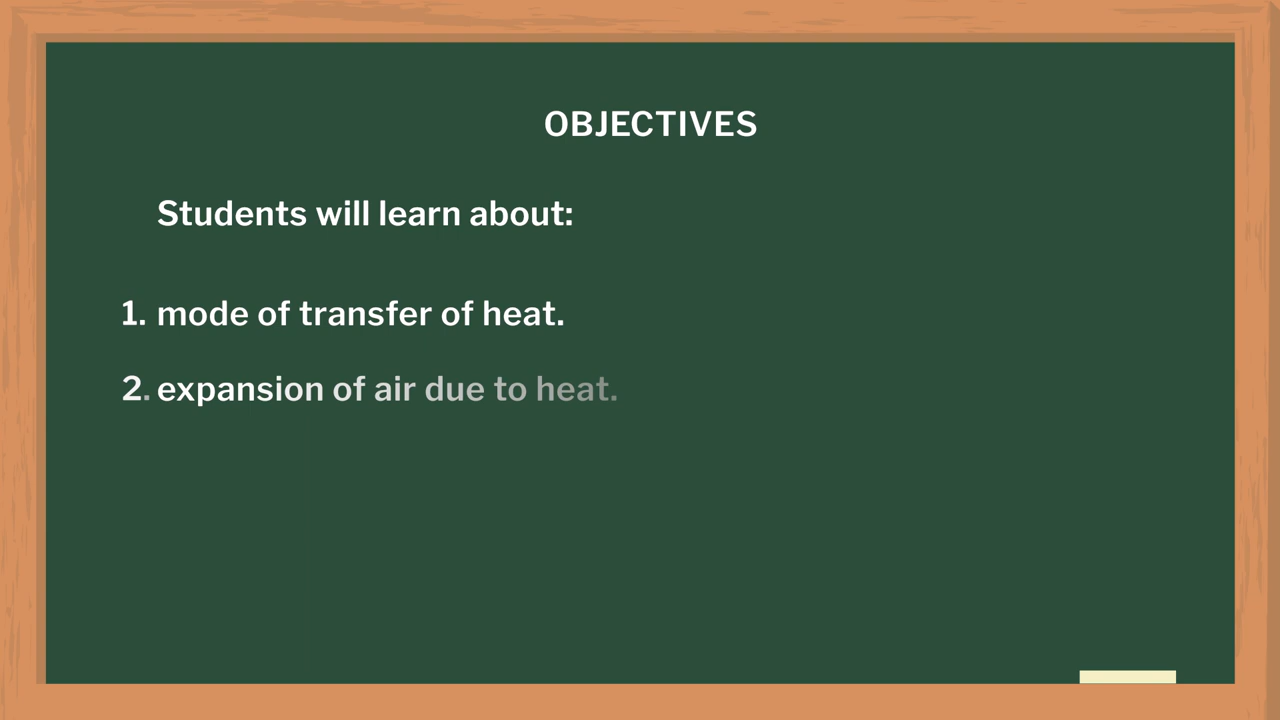 OBJECTIVES
Students will learn about:
1. mode of transfer of heat.
2. expansion of air due to heat.